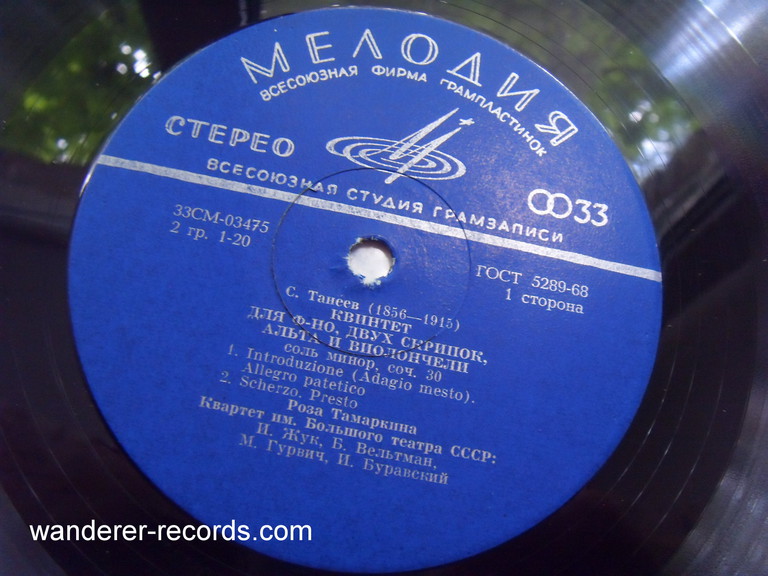 МЕЛОДИЯ
ВСЕСОЮЗНАЯ ФИРМА ГРАМПЛАСТИНОК
СТЕРЕО
33
ВСЕСОЮЗНАЯ СТУДИЯ ГРАМЗАПИСИ
33СМ-03475
2 гр. 1-20
ГОСТ 5289-68
1 сторона
С. Танеев (1856—1915)
КВИНТЕТ
ДЛЯ Ф-НО, ДВУХ СКРИПОК,
АЛЬТА И ВИОЛОНЧЕЛИ
соль минор, соч. 30
1. Introduzione (Adagio mesto).
Allegro patetico
2. Scherzo. Presto
Роза Тамаркина
Квартет им. Большого театра СССР:
И. Жук, Б. Вельтман,
М. Гурвич, И. Буравский
wanderer-records.com